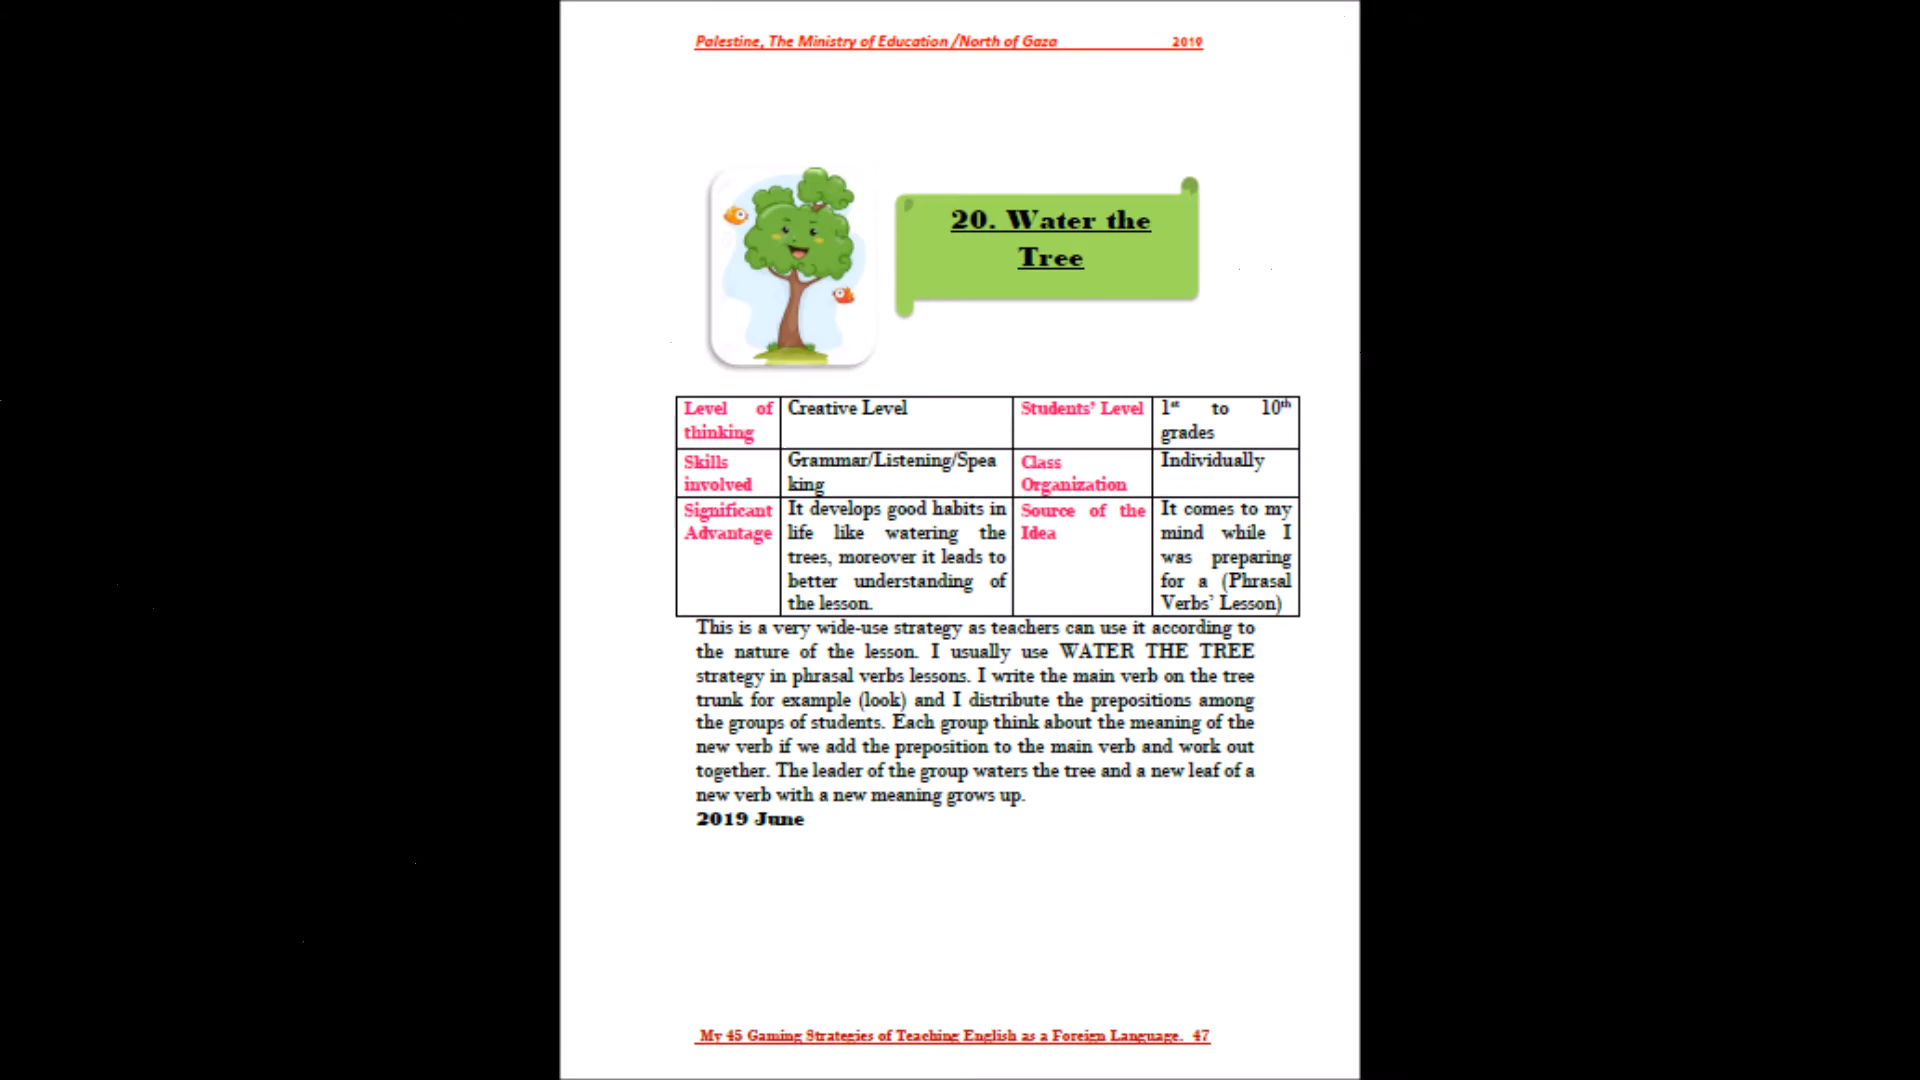 Palestine, The Ministry of Education /North of Gaza 2019
20. Water the
Tree
Level of
thinking
Creative Level
Students' Level
1st to 10th
grades
Skills
involved
Grammar/Listening/Spea
king
Class
Organization
Individually
Significant
Advantage
It develops good habits in
life like watering the
trees, moreover it leads to
better understanding of
the lesson.
Source of the
Idea
It comes to my
mind while I
was preparing
for a (Phrasal
Verbs' Lesson)
This is a very wide-use strategy as teachers can use it according to
the nature of the lesson. I usually use WATER THE TREE
strategy in phrasal verbs lessons. I write the main verb on the tree
trunk for example (look) and I distribute the prepositions among
the groups of students. Each group think about the meaning of the
new verb if we add the preposition to the main verb and work out
together. The leader of the group waters the tree and a new leaf of a
new verb with a new meaning grows up.
2019 June
My 45 Gaming Strategies of Teaching English as a Foreign Language. 47